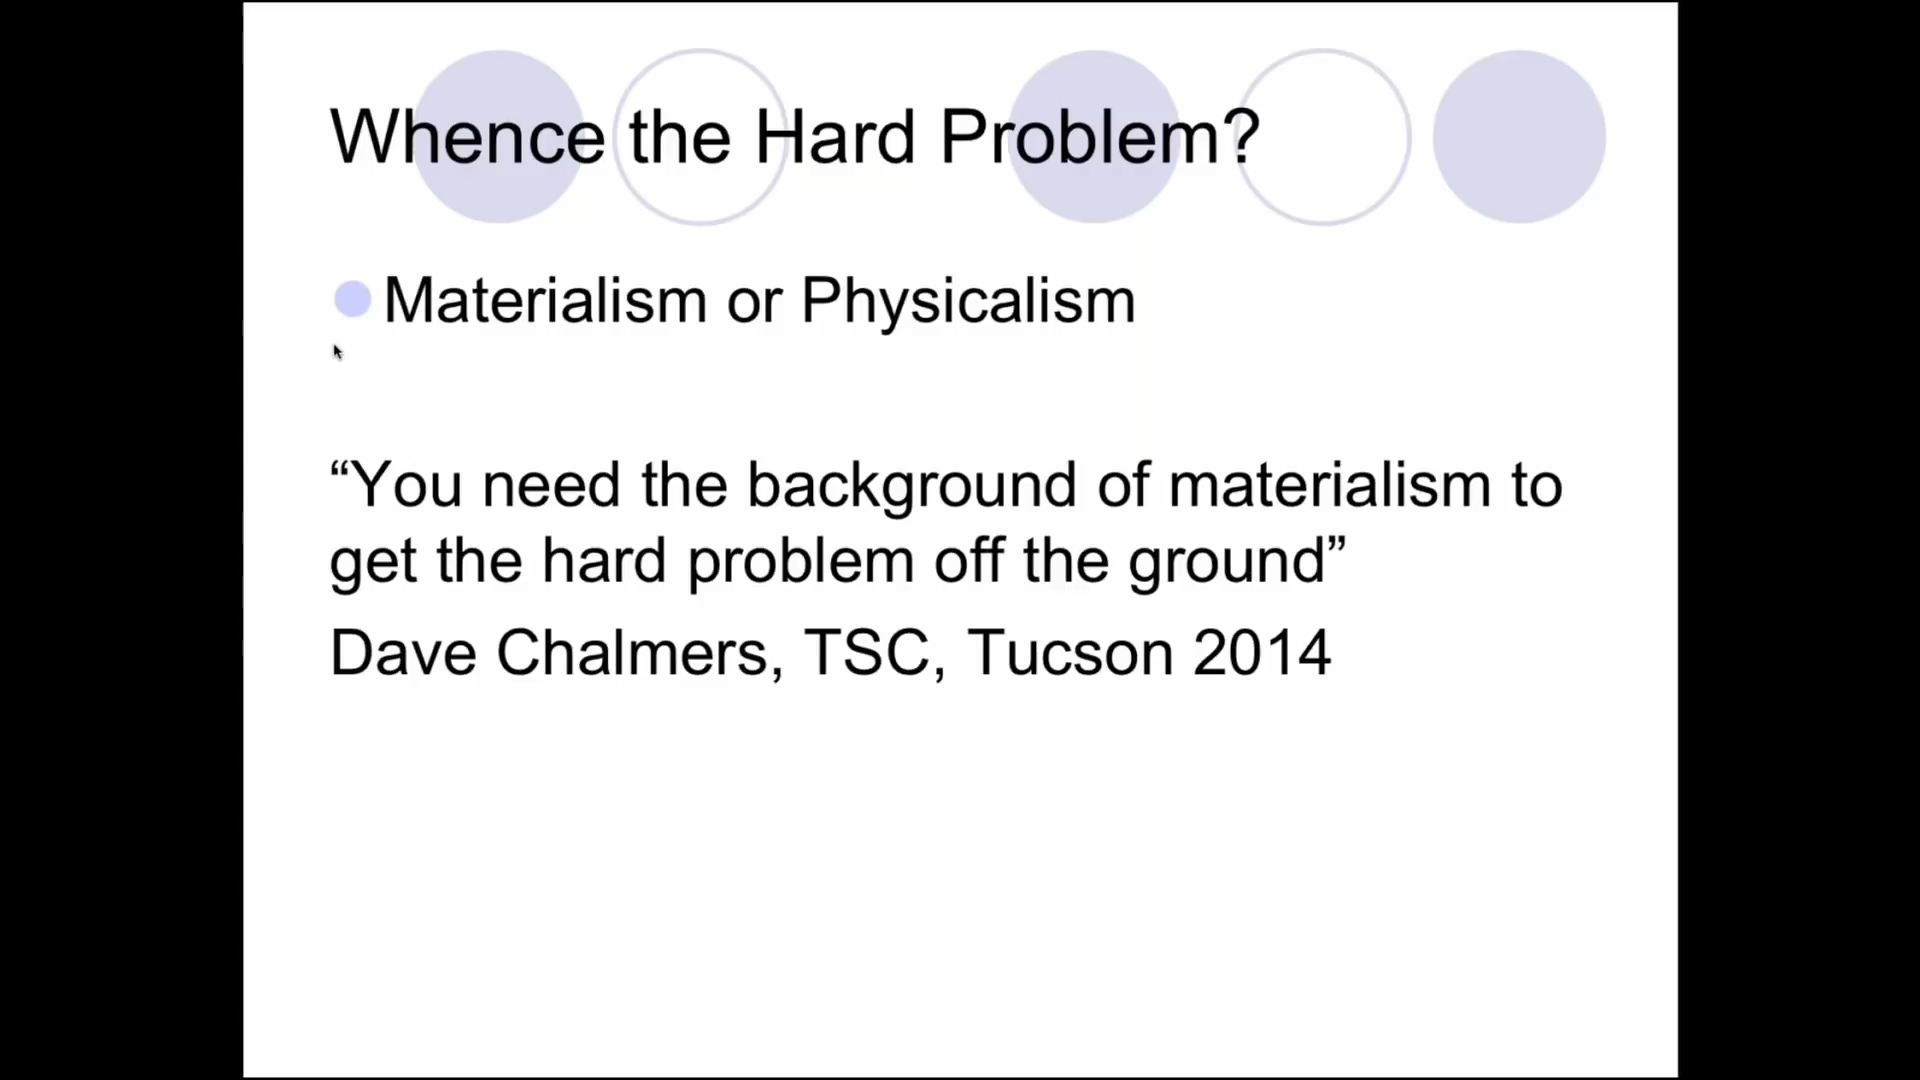 Whence the Hard Problem?
Materialism or Physicalism
“You need the background of materialism to
get the hard problem off the ground”
Dave Chalmers, TSC, Tucson 2014